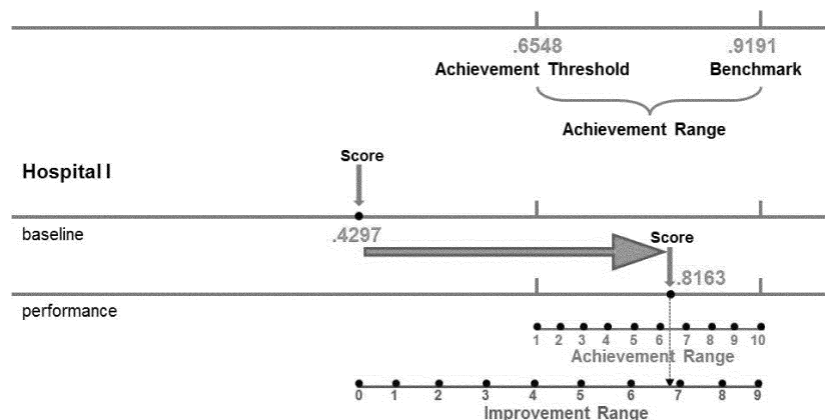 .6548 .9191
Achievement Threshold Benchmark
Achievement Range
Score
Hospital I
baseline
.4297
Score
.8163
performance
1 2 3 4 5 6 7 8 9 10
Achievement Range
0 1 2 3 4 5 6 7 8 9
Improvement Range